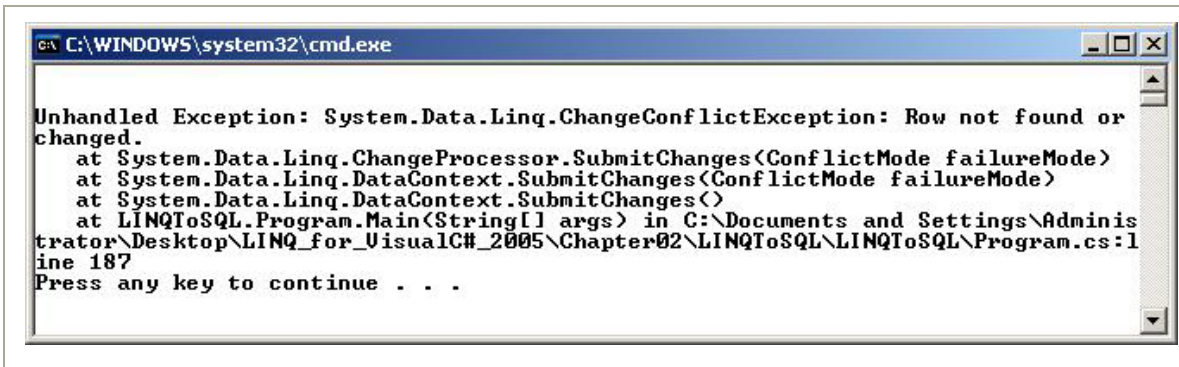 C:\WINDOWS\system32\cmd.exe
Unhandled Exception: System.Data.Linq.ChangeConflictException: Row not found or
changed.
at System.Data.Linq.ChangeProcessor.SubmitChanges(ConflictMode failureMode)
at System.Data.Linq.DataContext.SubmitChanges(ConflictMode failureMode)
at System.Data.Linq.DataContext.SubmitChanges()
at LINQToSQL.Program.Main(String[] args) in C:\Documents and Settings\Adminis
trator\Desktop\LINQ_for_VisualC#_2005\Chapter02\LINQToSQL\LINQToSQL\Program.cs:l
ine 187
Press any key to continue . . .